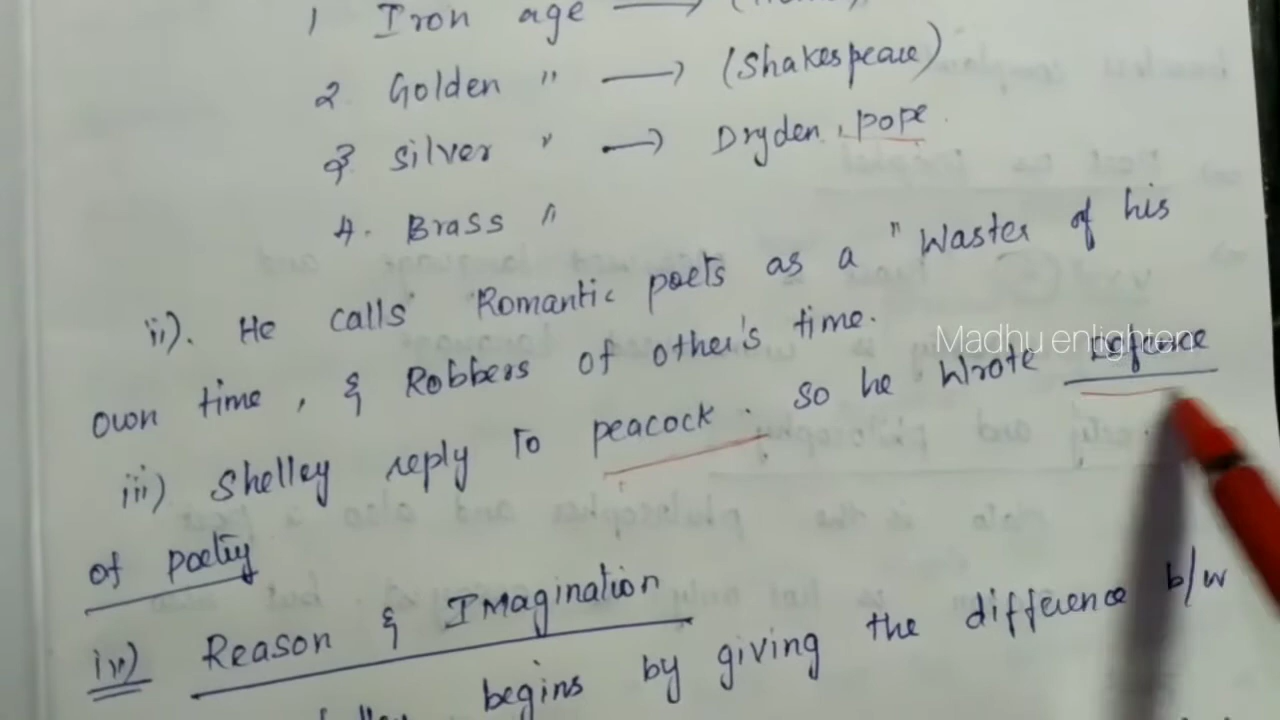 1 Iron age →
2 Golden " → (Shakespeare)
3 Silver " → Dryden, pope.
4. Brass "
ii). He calls Romantic poets as a "Waster of his
own time, & Robbers of other's time.
Madhu enlighten
iii) Shelley reply to peacock. So he wrote Defence
of poetry
iv) Reason & IMagination
begins by giving the difference b/w